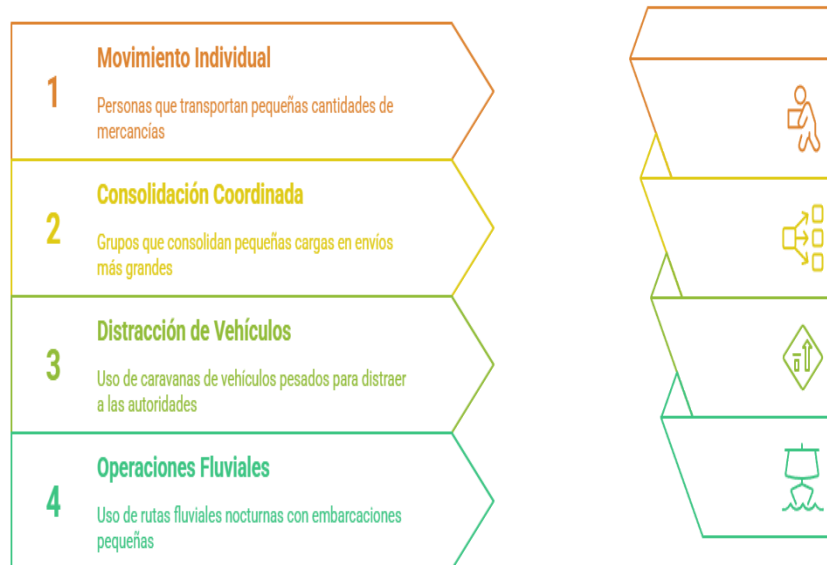 Movimiento Individual
1
Personas que transportan pequeñas cantidades de
mercancías
Consolidación Coordinada
2
Grupos que consolidan pequeñas cargas en envíos
más grandes
Distracción de Vehículos
3
Uso de caravanas de vehículos pesados para distraer
a las autoridades
Operaciones Fluviales
4
Uso de rutas fluviales nocturnas con embarcaciones
pequeñas